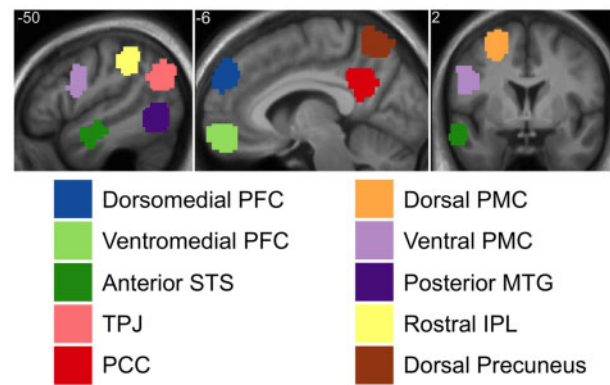 -50 -6 2
Dorsomedial PFC Dorsal PMC
Ventromedial PFC Ventral PMC
Anterior STS Posterior MTG
TPJ Rostral IPL
PCC Dorsal Precuneus